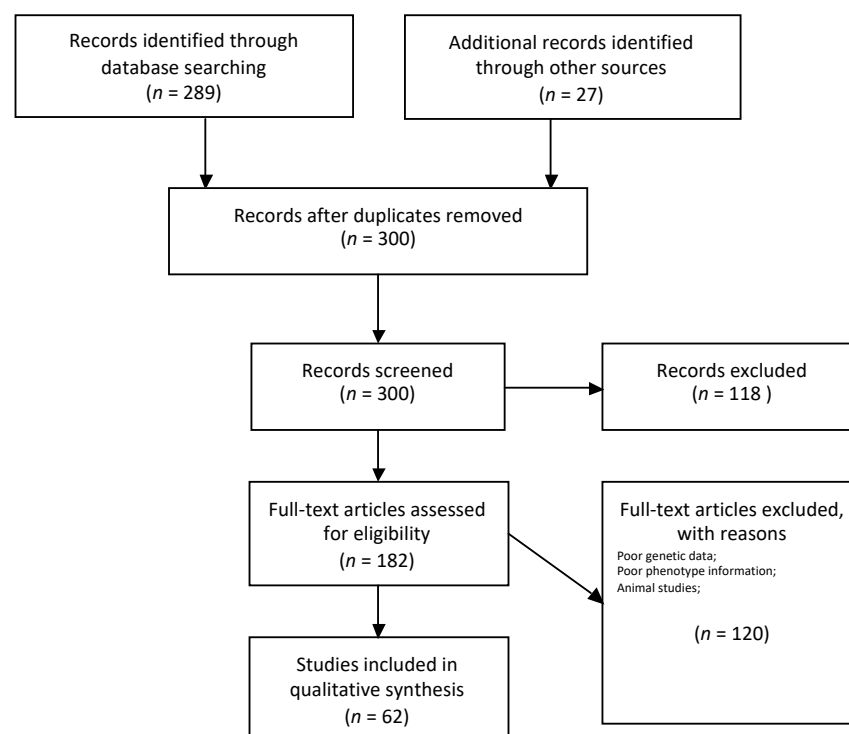 Records identified through
database searching
(n = 289)
Additional records identified
through other sources
(n = 27)
Records after duplicates removed
(n = 300)
Records screened
(n = 300)
Records excluded
(n = 118 )
Full-text articles assessed
for eligibility
(n = 182)
Full-text articles excluded,
with reasons
Poor genetic data;
Poor phenotype information;
Animal studies;
(n = 120)
Studies included in
qualitative synthesis
(n = 62)